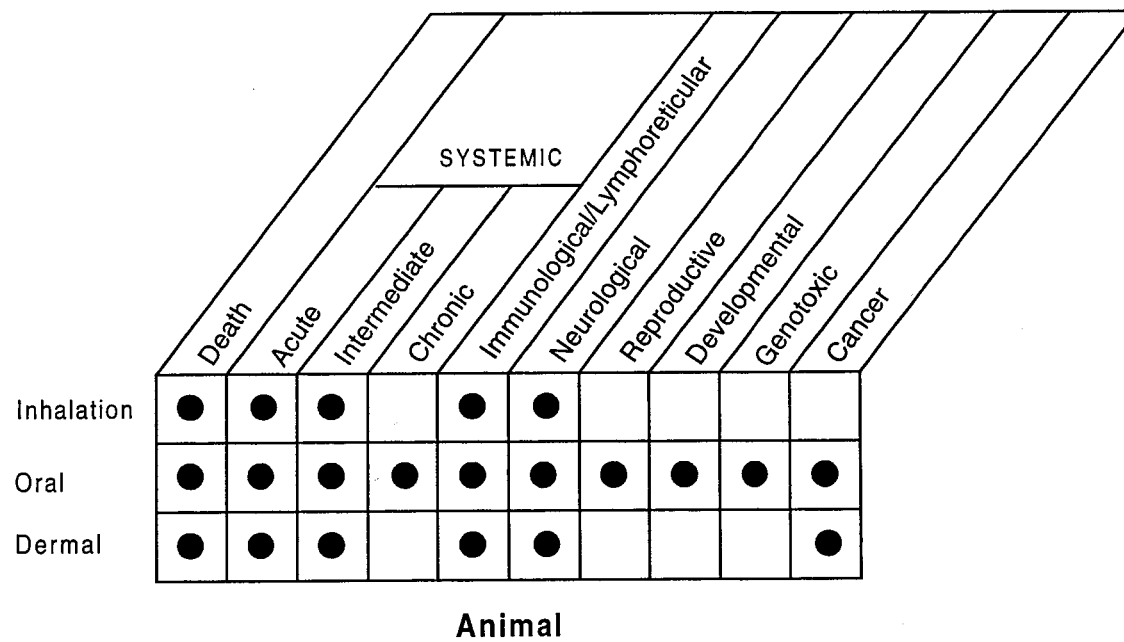 SYSTEMIC
Death
Acute
Intermediate
Chronic
Immunological/Lymphoreticular
Neurological
Reproductive
Developmental
Genotoxic
Cancer
Inhalation
Oral
Dermal
Animal